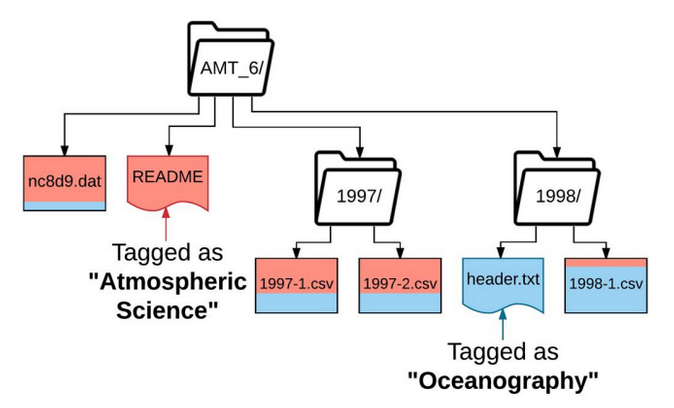 AMT_6/
nc8d9.dat
README
1997/
1998/
Tagged as
"Atmospheric
Science"
1997-1.csv
1997-2.csv
header.txt
1998-1.csv
Tagged as
"Oceanography"